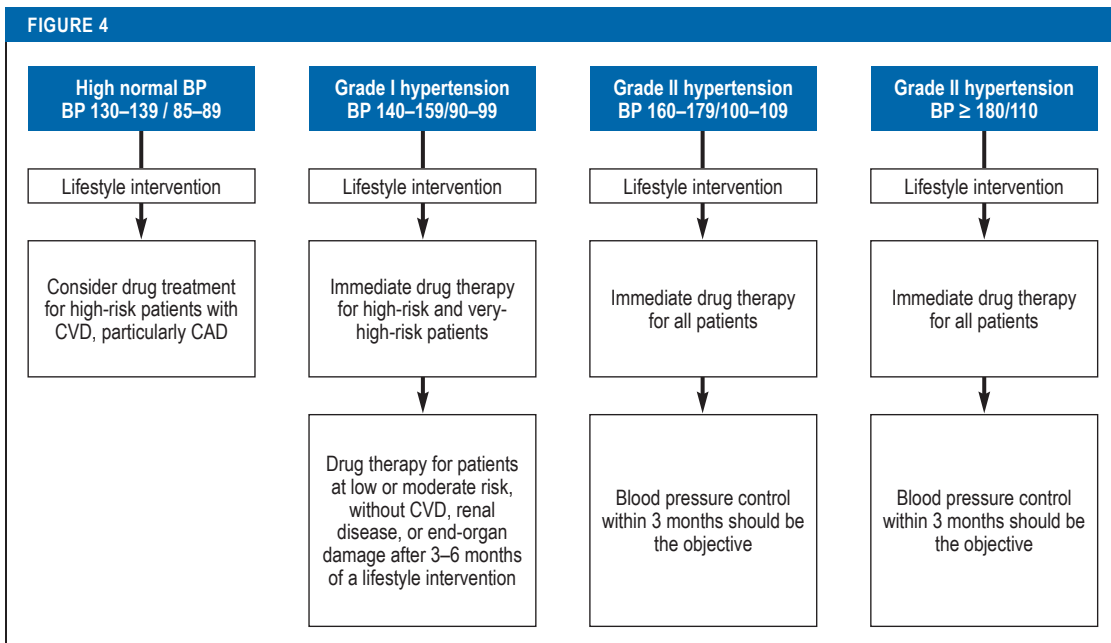 FIGURE 4
High normal BP
BP 130–139 / 85–89
Lifestyle intervention
Consider drug treatment
for high-risk patients with
CVD, particularly CAD
Grade I hypertension
BP 140–159/90–99
Lifestyle intervention
Immediate drug therapy
for high-risk and very-
high-risk patients
Drug therapy for patients
at low or moderate risk,
without CVD, renal
disease, or end-organ
damage after 3–6 months
of a lifestyle intervention
Grade II hypertension
BP 160–179/100–109
Lifestyle intervention
Immediate drug therapy
for all patients
Blood pressure control
within 3 months should be
the objective
Grade II hypertension
BP ≥ 180/110
Lifestyle intervention
Immediate drug therapy
for all patients
Blood pressure control
within 3 months should be
the objective